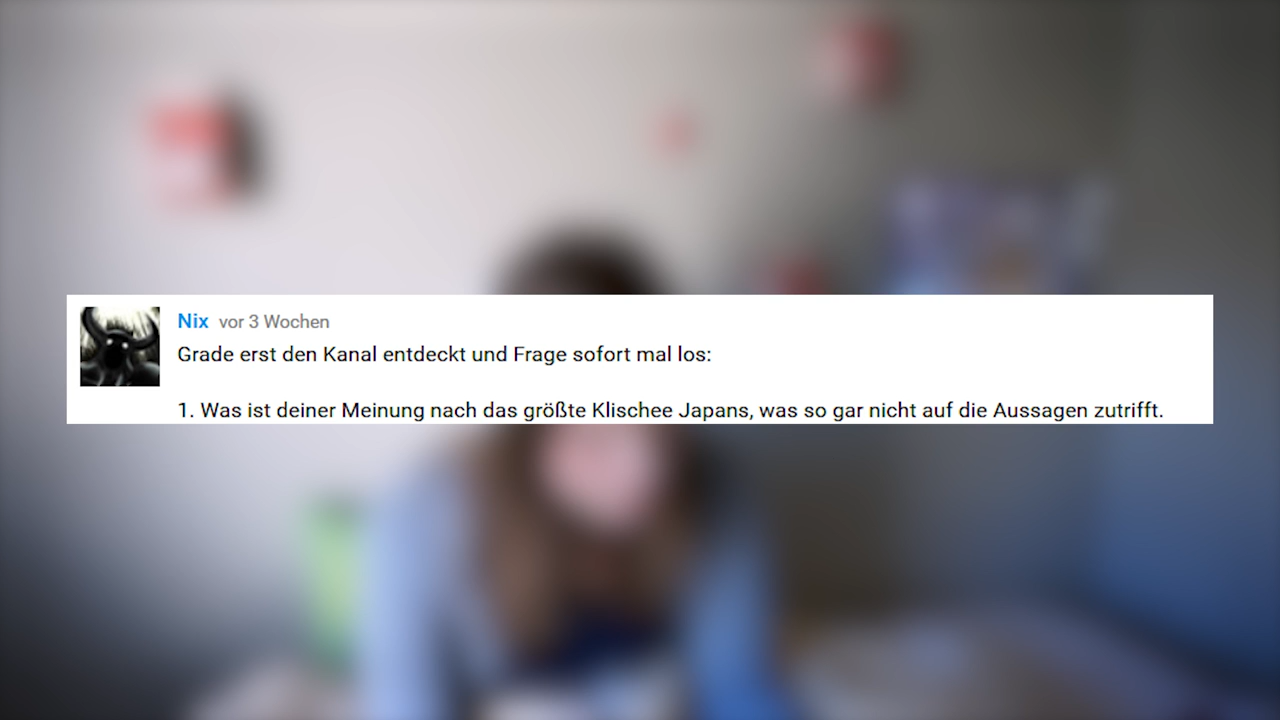 Nix vor 3 Wochen
Grade erst den Kanal entdeckt und Frage sofort mal los:
1. Was ist deiner Meinung nach das größte Klischee Japans, was so gar nicht auf die Aussagen zutrifft.